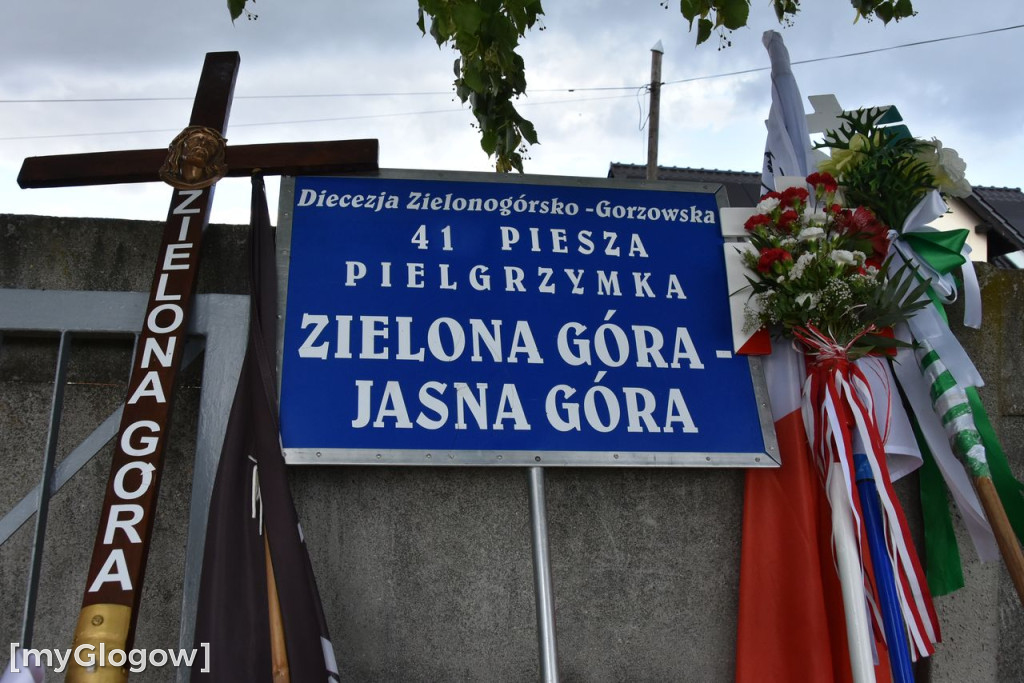 Diecezja Zielonogórsko -Gorzowska
41 PIESZA
PIELGRZYMKA
ZIELONA GÓRA -
JASNA GÓRA
ZIELONA GÓRA
[myGlogow]